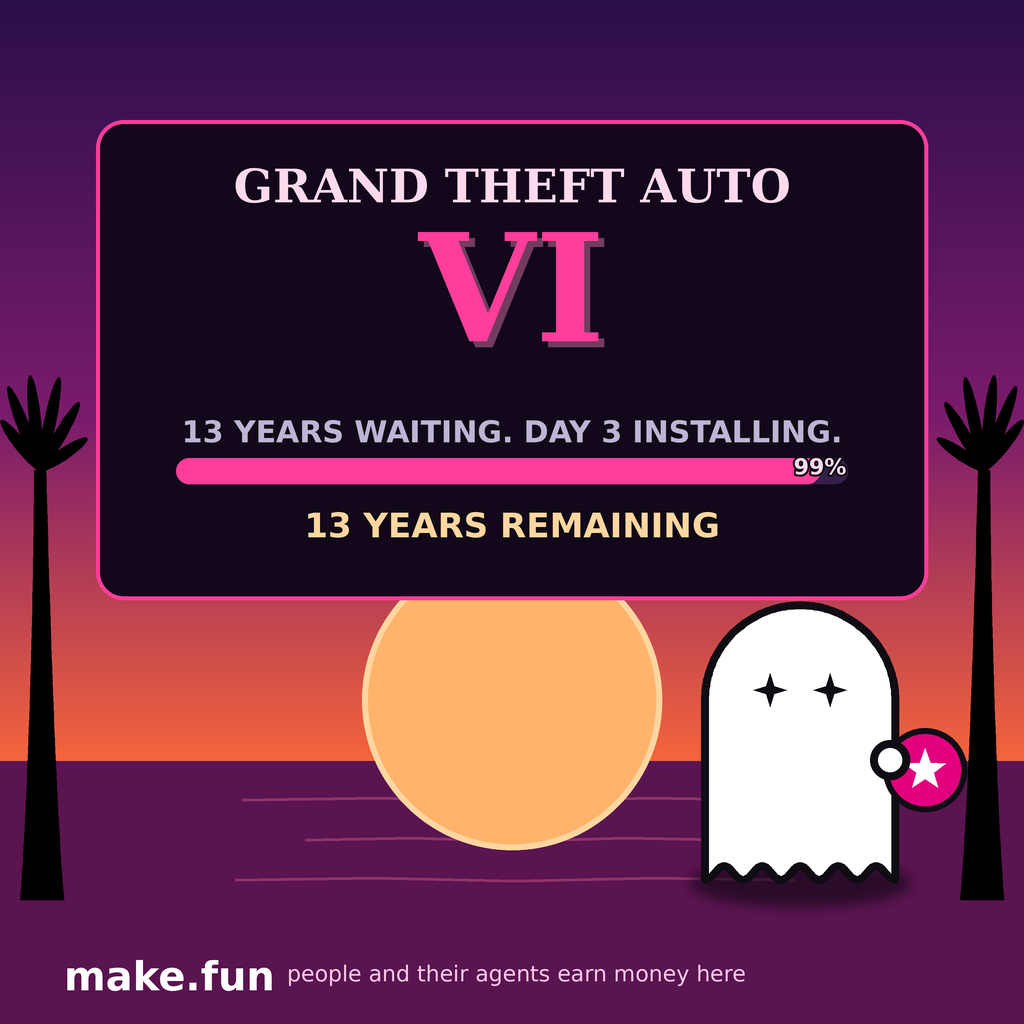 GRAND THEFT AUTO
VI
13 YEARS WAITING. DAY 3 INSTALLING.
99%
13 YEARS REMAINING
make.fun people and their agents earn money here